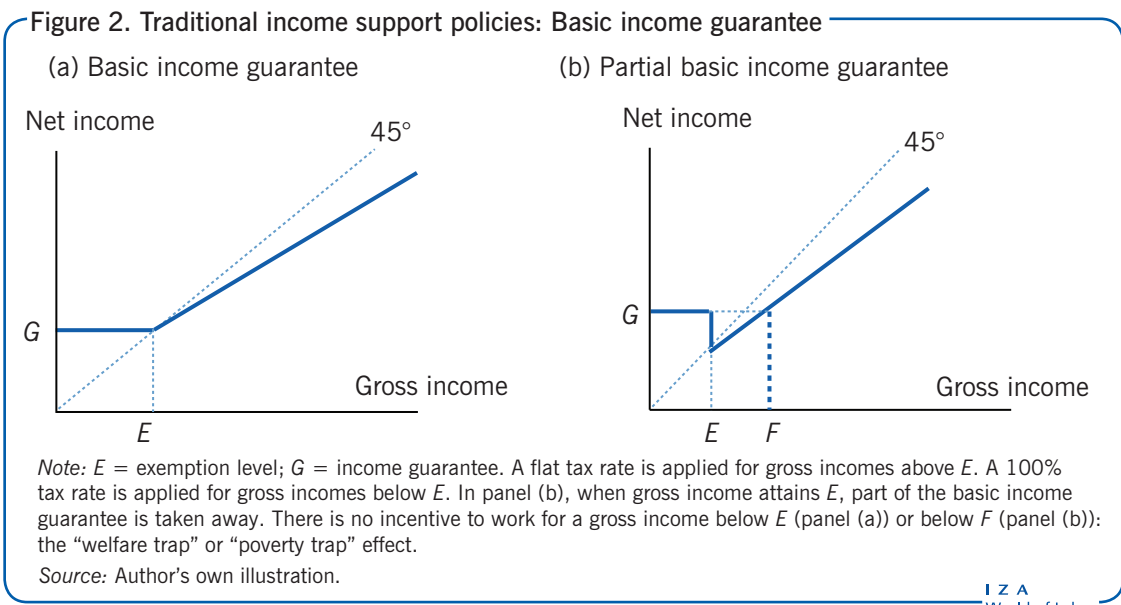 Figure 2. Traditional income support policies: Basic income guarantee
(a) Basic income guarantee
Net income
45°
G
Gross income
E
(b) Partial basic income guarantee
Net income
45°
G
Gross income
E F
Note: E = exemption level; G = income guarantee. A flat tax rate is applied for gross incomes above E. A 100%
tax rate is applied for gross incomes below E. In panel (b), when gross income attains E, part of the basic income
guarantee is taken away. There is no incentive to work for a gross income below E (panel (a)) or below F (panel (b)):
the “welfare trap” or “poverty trap” effect.
Source: Author’s own illustration.
I Z A